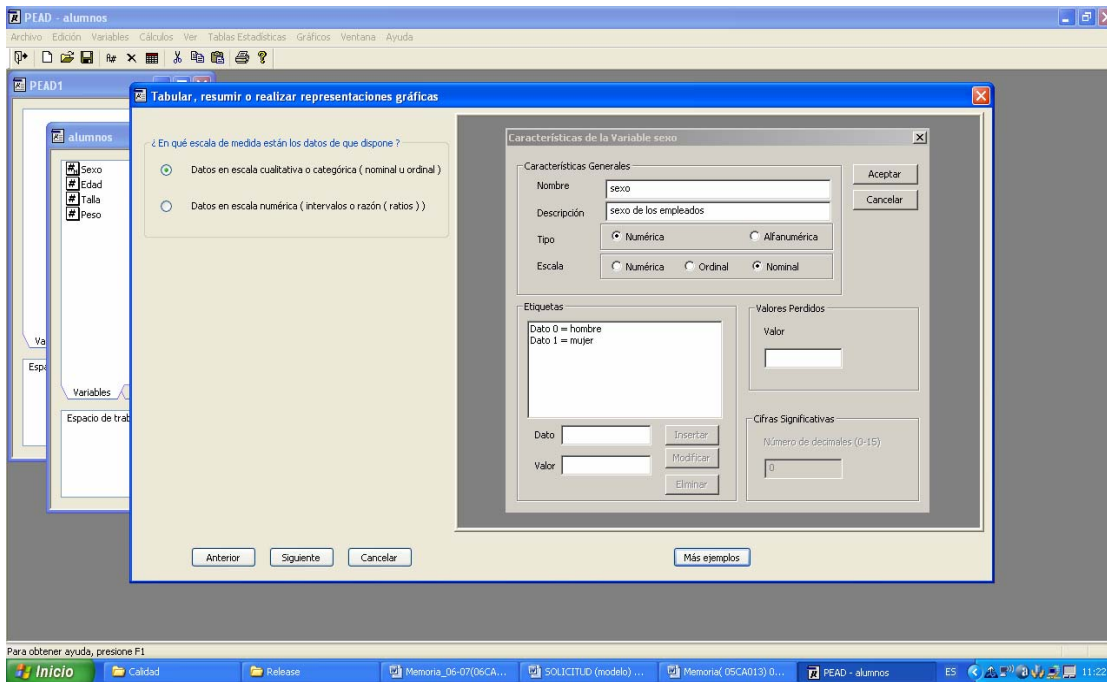 PEAD - alumnos
Archivo Edición Variables Cálculos Ver Tablas Estadísticas Gráficos Ventana Ayuda
PEAD1
Tabular, resumir o realizar representaciones gráficas
alumnos
Sexo
Edad
Talla
Peso
Variables
Espacio de trab
¿ En qué escala de medida están los datos de que dispone ?
Datos en escala cualitativa o categórica ( nominal u ordinal )
Datos en escala numérica ( intervalos o razón ( ratios ) )
Características de la Variable sexo
Características Generales
Nombre sexo
Descripción sexo de los empleados
Tipo Numérica Alfanumérica
Escala Numérica Ordinal Nominal
Aceptar
Cancelar
Etiquetas
Dato 0 = hombre
Dato 1 = mujer
Dato Insertar
Modificar
Valor
Eliminar
Valores Perdidos
Valor
Cifras Significativas
Número de decimales (0-15)
0
Anterior Siguiente Cancelar Más ejemplos
Para obtener ayuda, presione F1
Inicio Calidad Release Memoria_06-07(06CA... SOLICITUD (modelo) ... Memoria( 05CA013) 0... PEAD - alumnos ES 11:22